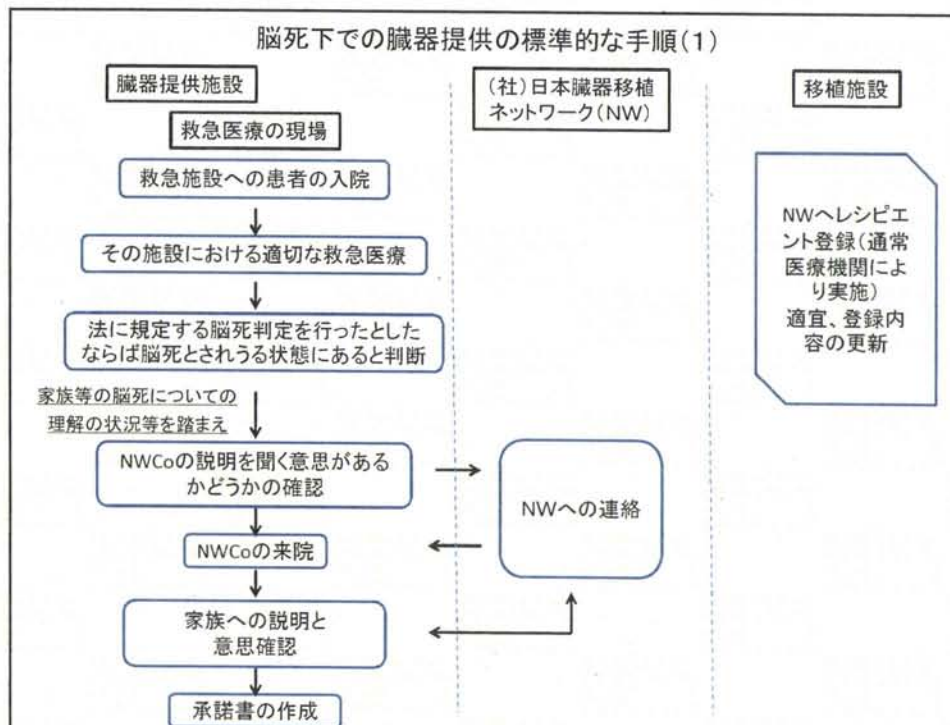 脳死下での臓器提供の標準的な手順(1)
臓器提供施設
救急医療の現場
救急施設への患者の入院
その施設における適切な救急医療
法に規定する脳死判定を行ったとした
ならば脳死とされうる状態にあると判断
家族等の脳死についての
理解の状況等を踏まえ
NWCoの説明を聞く意思がある
かどうかの確認
NWCoの来院
家族への説明と
意思確認
承諾書の作成
(社)日本臓器移植
ネットワーク(NW)
NWへの連絡
移植施設
NWへレシピエ
ント登録(通常
医療機関によ
り実施)
適宜、登録内
容の更新